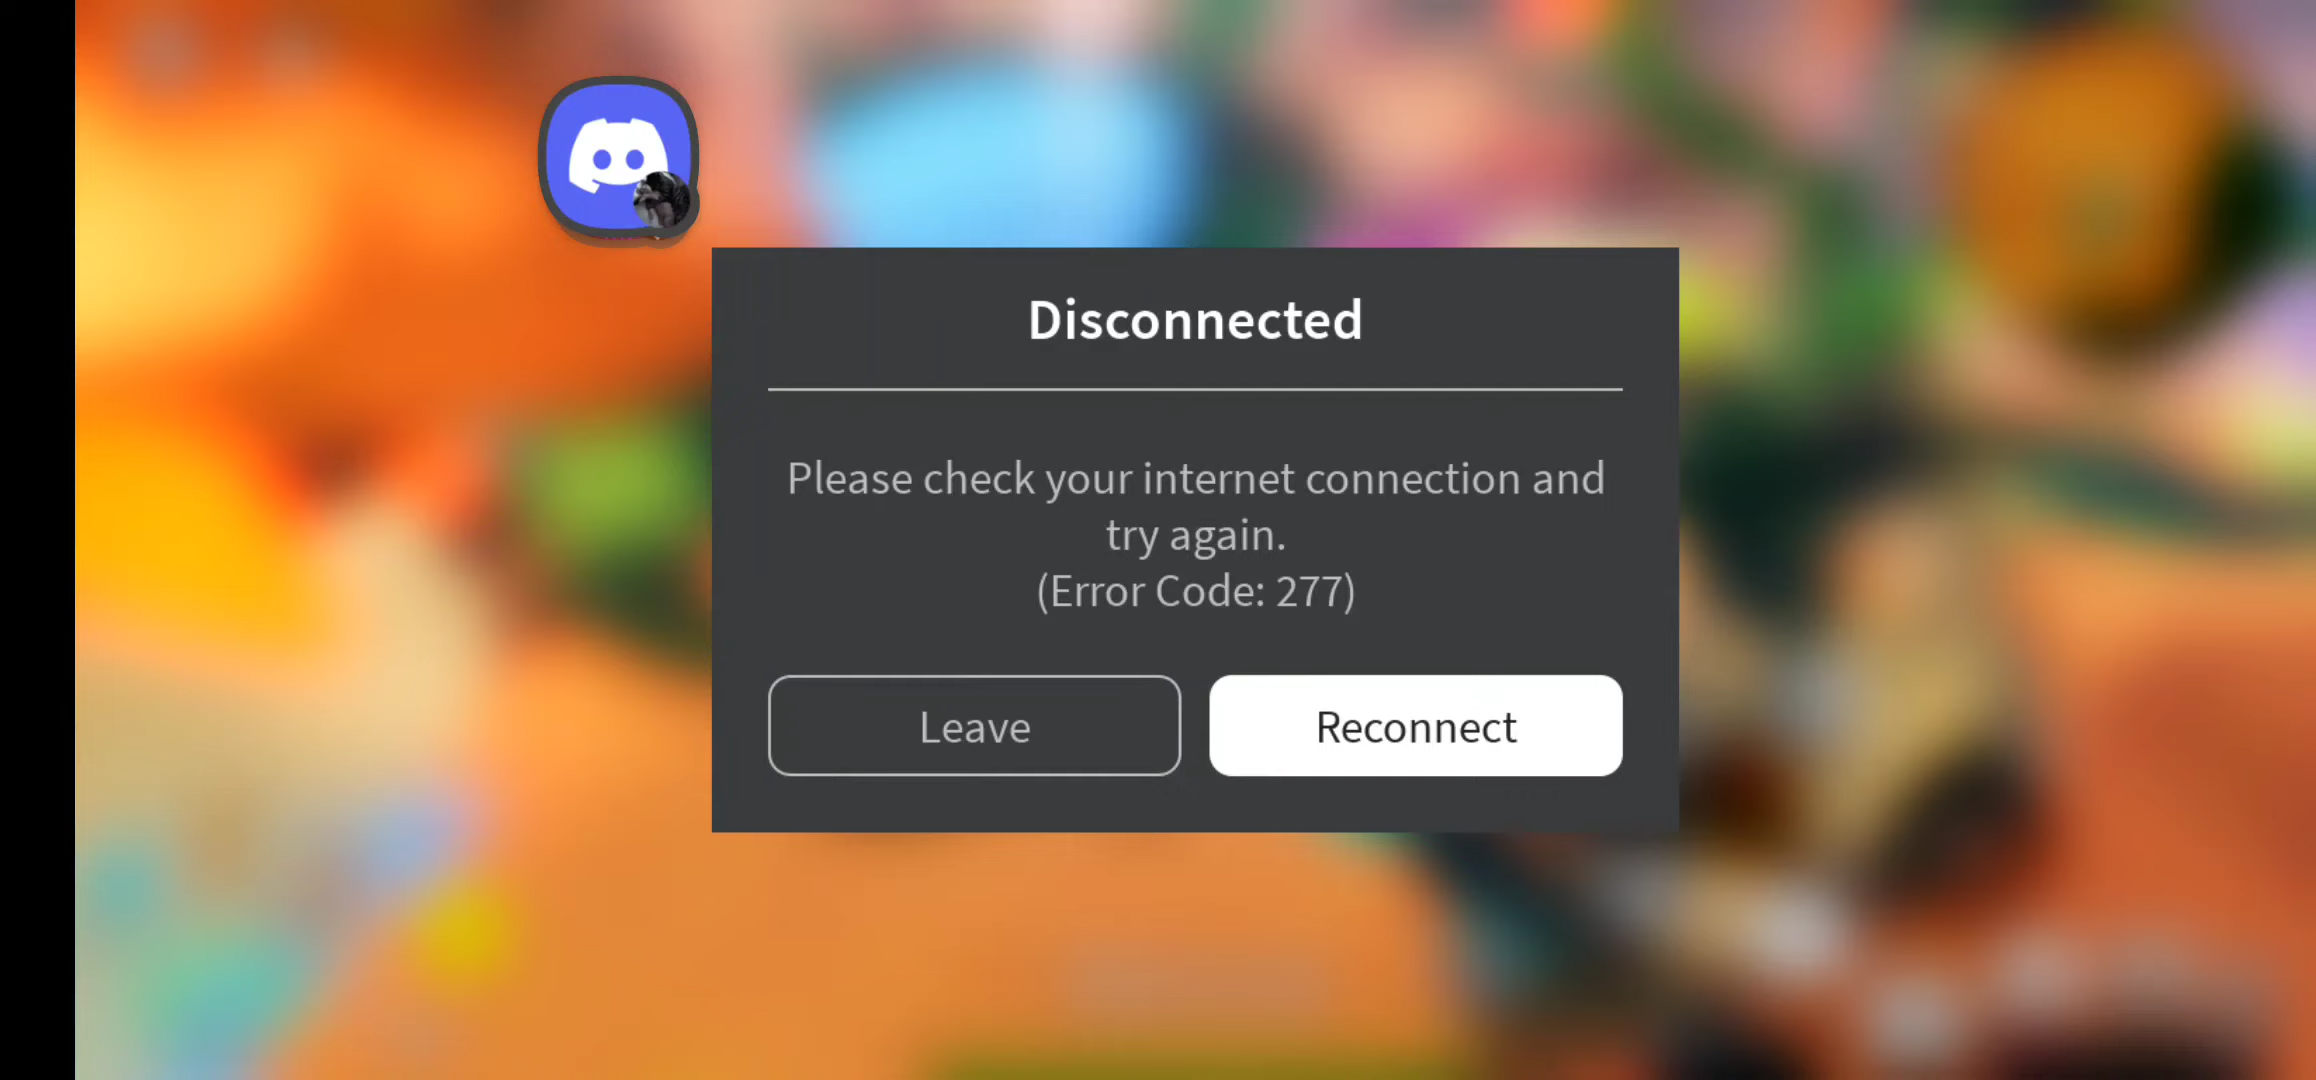 Disconnected
Please check your internet connection and
try again.
(Error Code: 277)
Leave
Reconnect